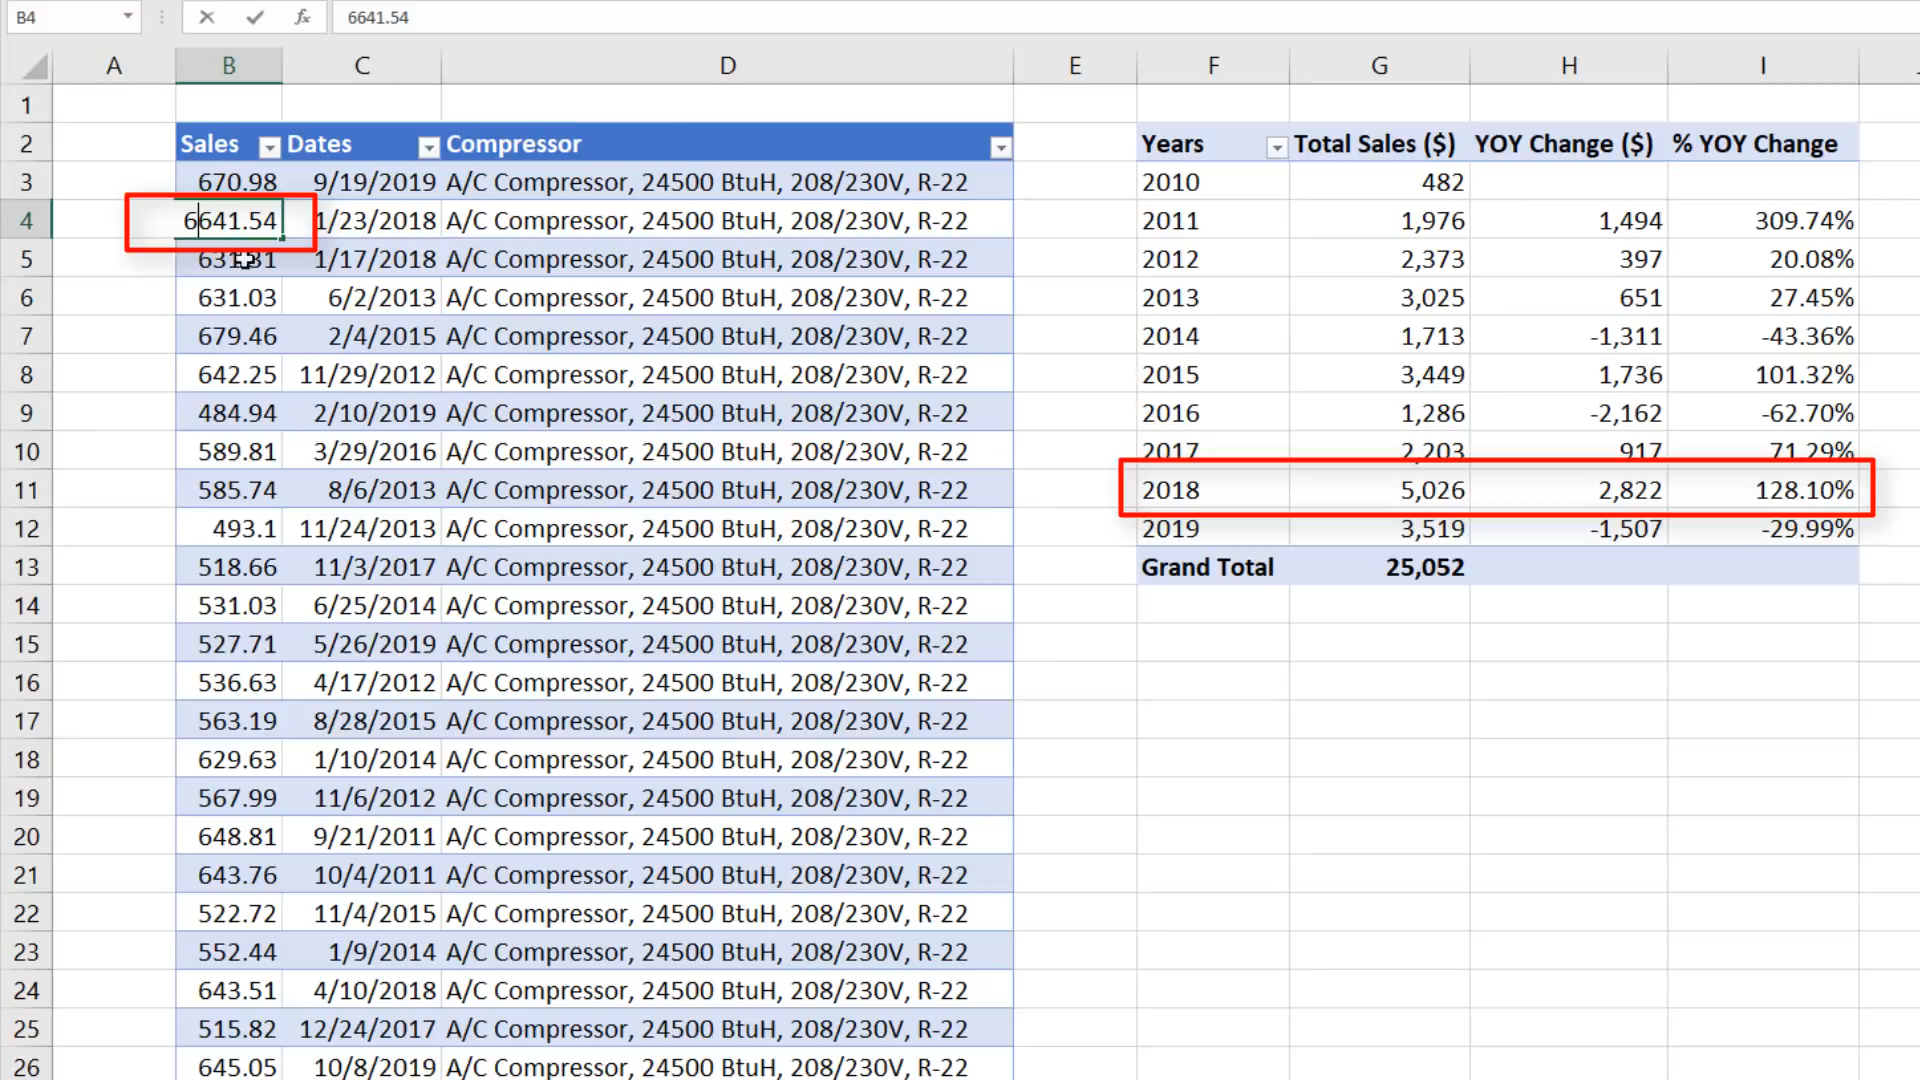 B4 fx 6641.54
A B C D E F G H I
1
2 Sales Dates Compressor Years Total Sales ($) YOY Change ($) % YOY Change
3 670.98 9/19/2019 A/C Compressor, 24500 BtuH, 208/230V, R-22 2010 482
4 6641.54 1/23/2018 A/C Compressor, 24500 BtuH, 208/230V, R-22 2011 1,976 1,494 309.74%
5 631.31 1/17/2018 A/C Compressor, 24500 BtuH, 208/230V, R-22 2012 2,373 397 20.08%
6 631.03 6/2/2013 A/C Compressor, 24500 BtuH, 208/230V, R-22 2013 3,025 651 27.45%
7 679.46 2/4/2015 A/C Compressor, 24500 BtuH, 208/230V, R-22 2014 1,713 -1,311 -43.36%
8 642.25 11/29/2012 A/C Compressor, 24500 BtuH, 208/230V, R-22 2015 3,449 1,736 101.32%
9 484.94 2/10/2019 A/C Compressor, 24500 BtuH, 208/230V, R-22 2016 1,286 -2,162 -62.70%
10 589.81 3/29/2016 A/C Compressor, 24500 BtuH, 208/230V, R-22 2017 2,203 917 71.29%
11 585.74 8/6/2013 A/C Compressor, 24500 BtuH, 208/230V, R-22 2018 5,026 2,822 128.10%
12 493.1 11/24/2013 A/C Compressor, 24500 BtuH, 208/230V, R-22 2019 3,519 -1,507 -29.99%
13 518.66 11/3/2017 A/C Compressor, 24500 BtuH, 208/230V, R-22 Grand Total 25,052
14 531.03 6/25/2014 A/C Compressor, 24500 BtuH, 208/230V, R-22
15 527.71 5/26/2019 A/C Compressor, 24500 BtuH, 208/230V, R-22
16 536.63 4/17/2012 A/C Compressor, 24500 BtuH, 208/230V, R-22
17 563.19 8/28/2015 A/C Compressor, 24500 BtuH, 208/230V, R-22
18 629.63 1/10/2014 A/C Compressor, 24500 BtuH, 208/230V, R-22
19 567.99 11/6/2012 A/C Compressor, 24500 BtuH, 208/230V, R-22
20 648.81 9/21/2011 A/C Compressor, 24500 BtuH, 208/230V, R-22
21 643.76 10/4/2011 A/C Compressor, 24500 BtuH, 208/230V, R-22
22 522.72 11/4/2015 A/C Compressor, 24500 BtuH, 208/230V, R-22
23 552.44 1/9/2014 A/C Compressor, 24500 BtuH, 208/230V, R-22
24 643.51 4/10/2018 A/C Compressor, 24500 BtuH, 208/230V, R-22
25 515.82 12/24/2017 A/C Compressor, 24500 BtuH, 208/230V, R-22
26 645.05 10/8/2019 A/C Compressor, 24500 BtuH, 208/230V, R-22